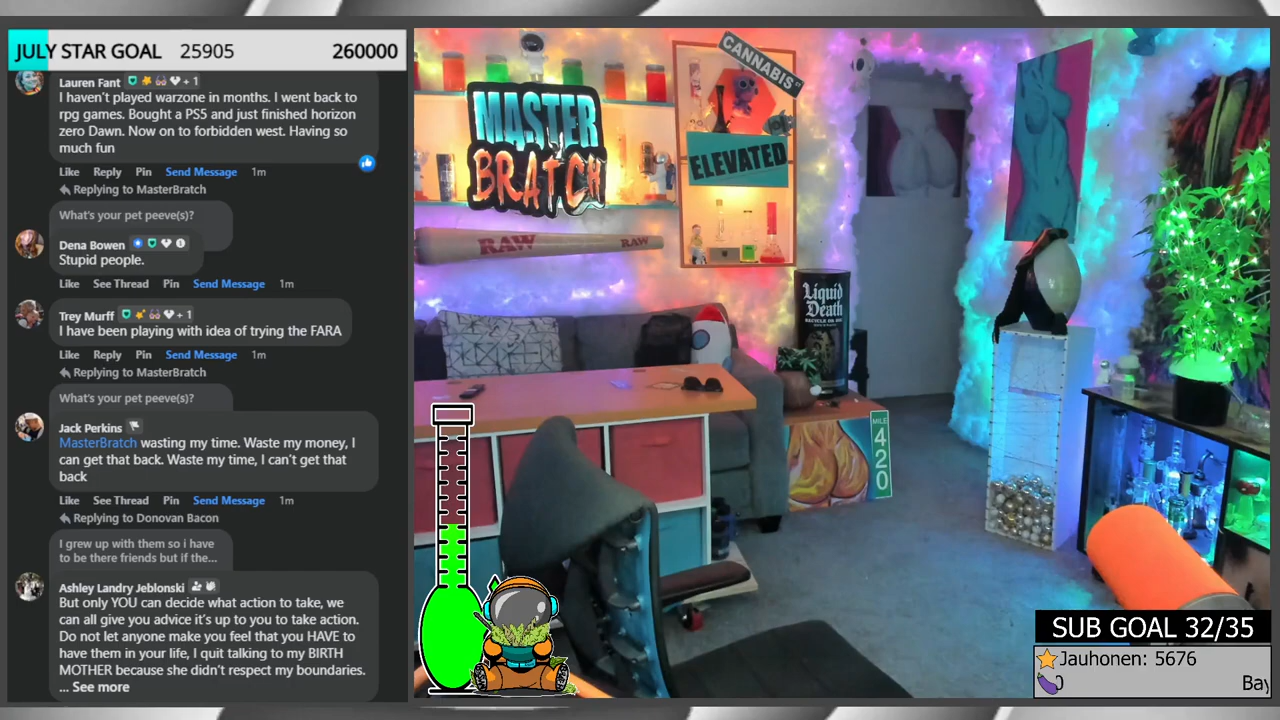 JULY STAR GOAL 25905 260000
Lauren Fant + 1
I haven't played warzone in months. I went back to
rpg games. Bought a PS5 and just finished horizon
zero Dawn. Now on to forbidden west. Having so
much fun
Like Reply Pin Send Message 1m
Replying to MasterBratch
What's your pet peeve(s)?
Dena Bowen
Stupid people.
Like See Thread Pin Send Message 1m
Trey Murff + 1
I have been playing with idea of trying the FARA
Like Reply Pin Send Message 1m
Replying to MasterBratch
What's your pet peeve(s)?
Jack Perkins
MasterBratch wasting my time. Waste my money, I
can get that back. Waste my time, I can't get that
back
Like See Thread Pin Send Message 1m
Replying to Donovan Bacon
I grew up with them so i have
to be there friends but if the...
Ashley Landry Jeblonski
But only YOU can decide what action to take, we
can all give you advice it's up to you to take action.
Do not let anyone make you feel that you HAVE to
have them in your life, I quit talking to my BIRTH
MOTHER because she didn't respect my boundaries.
... See more
MASTER
BRATCH
CANNABIS
ELEVATED
RAW RAW
Liquid
Death
MILE
420
SUB GOAL 32/35
Jauhonen: 5676
0 Bay